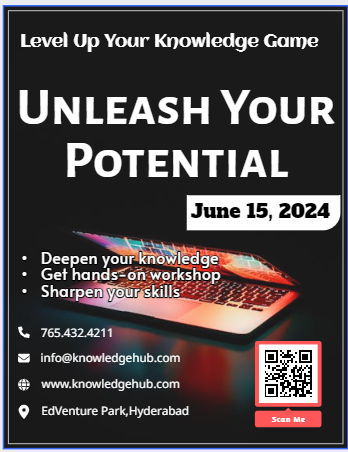 Level Up Your Knowledge Game
Unleash Your
Potential
June 15, 2024
• Deepen your knowledge
• Get hands-on workshop
• Sharpen your skills
765.432.4211
info@knowledgehub.com
www.knowledgehub.com
EdVenture Park,Hyderabad
Scan Me